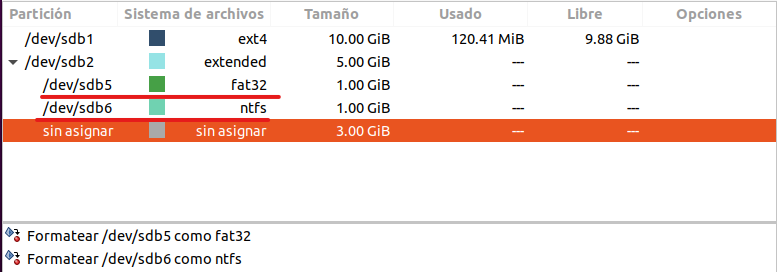 Partición Sistema de archivos Tamaño Usado Libre Opciones
/dev/sdb1 ext4 10.00 GiB 120.41 MiB 9.88 GiB
/dev/sdb2 extended 5.00 GiB --- ---
/dev/sdb5 fat32 1.00 GiB --- ---
/dev/sdb6 ntfs 1.00 GiB --- ---
sin asignar sin asignar 3.00 GiB --- ---
Formatear /dev/sdb5 como fat32
Formatear /dev/sdb6 como ntfs